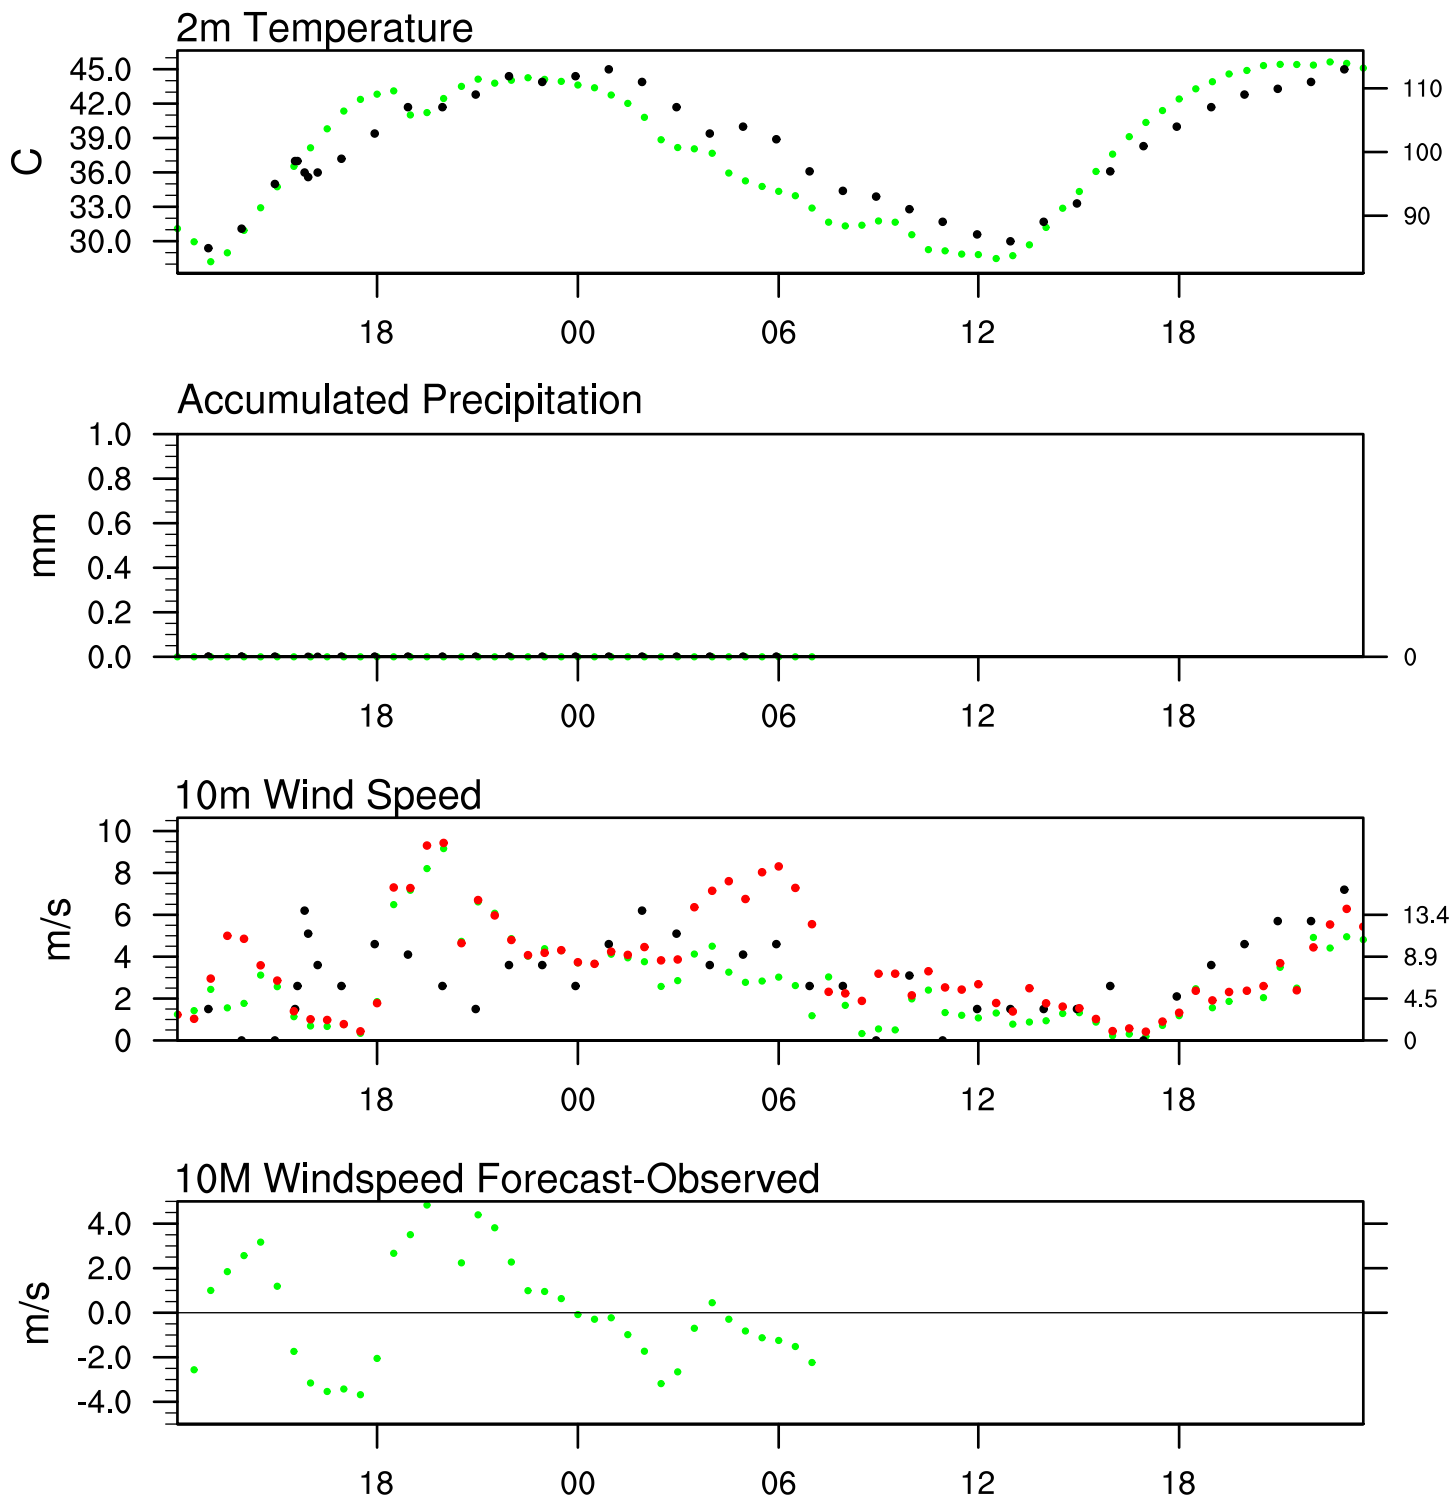 2m Temperature
45.0
42.0
39.0
36.0
33.0
30.0
C
110
100
90
18 00 06 12 18
Accumulated Precipitation
1.0
0.8
0.6
0.4
0.2
0.0
mm
0
18 00 06 12 18
10m Wind Speed
10
8
6
4
2
0
m/s
13.4
8.9
4.5
0
18 00 06 12 18
10M Windspeed Forecast-Observed
4.0
2.0
0.0
-2.0
-4.0
m/s
18 00 06 12 18